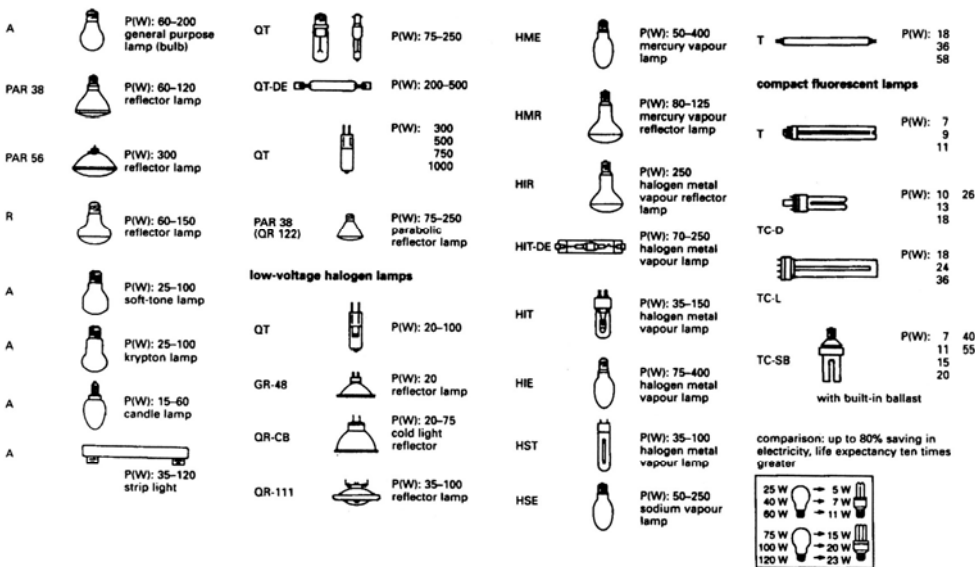 A
P(W): 60–200
general purpose
lamp (bulb)
PAR 38
P(W): 60–120
reflector lamp
PAR 56
P(W): 300
reflector lamp
R
P(W): 60–150
reflector lamp
A
P(W): 25–100
soft-tone lamp
A
P(W): 25–100
krypton lamp
A
P(W): 15–60
candle lamp
A
P(W): 35–120
strip light
QT
P(W): 75–250
QT-DE
P(W): 200–500
QT
P(W): 300
500
750
1000
PAR 38
(QR 122)
P(W): 75–250
parabolic
reflector lamp
low-voltage halogen lamps
QT
P(W): 20–100
GR-48
P(W): 20
reflector lamp
QR-CB
P(W): 20–75
cold light
reflector
QR-111
P(W): 35–100
reflector lamp
HME
P(W): 50–400
mercury vapour
lamp
HMR
P(W): 80–125
mercury vapour
reflector lamp
HIR
P(W): 250
halogen metal
vapour reflector
lamp
HIT-DE
P(W): 70–250
halogen metal
vapour lamp
HIT
P(W): 35–150
halogen metal
vapour lamp
HIE
P(W): 75–400
halogen metal
vapour lamp
HST
P(W): 35–100
halogen metal
vapour lamp
HSE
P(W): 50–250
sodium vapour
lamp
T
P(W): 18
36
58
compact fluorescent lamps
T
P(W): 7
9
11
TC-D
P(W): 10 26
13
18
TC-L
P(W): 18
24
36
TC-SB
P(W): 7 40
11 55
15
20
with built-in ballast
comparison: up to 80% saving in
electricity, life expectancy ten times
greater
25 W → 5 W
40 W → 7 W
60 W → 11 W
75 W → 15 W
100 W → 20 W
120 W → 23 W